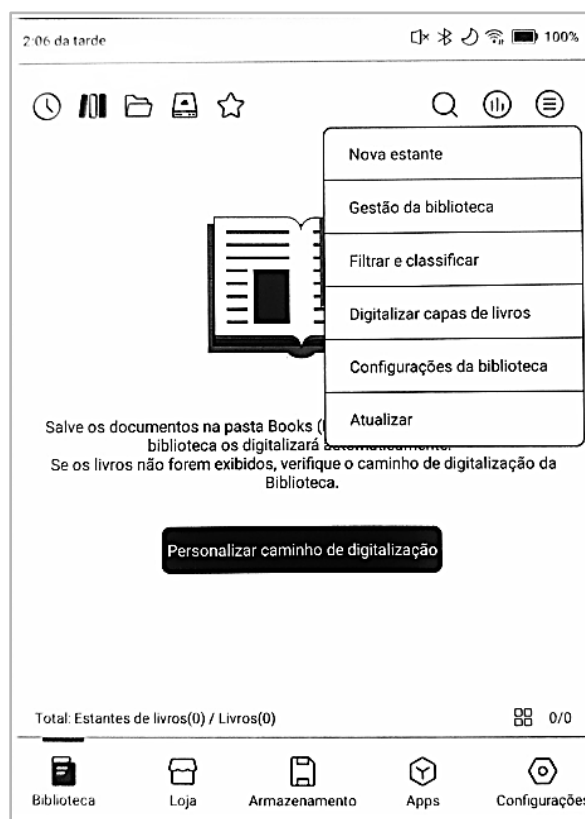 2:06 da tarde
100%
Nova estante
Gestão da biblioteca
Filtrar e classificar
Digitalizar capas de livros
Configurações da biblioteca
Atualizar
Salve os documentos na pasta Books (
biblioteca os digitalizará automaticamente.
Se os livros não forem exibidos, verifique o caminho de digitalização da
Biblioteca.
Personalizar caminho de digitalização
Total: Estantes de livros(0) / Livros(0)
0/0
Biblioteca
Loja
Armazenamento
Apps
Configurações